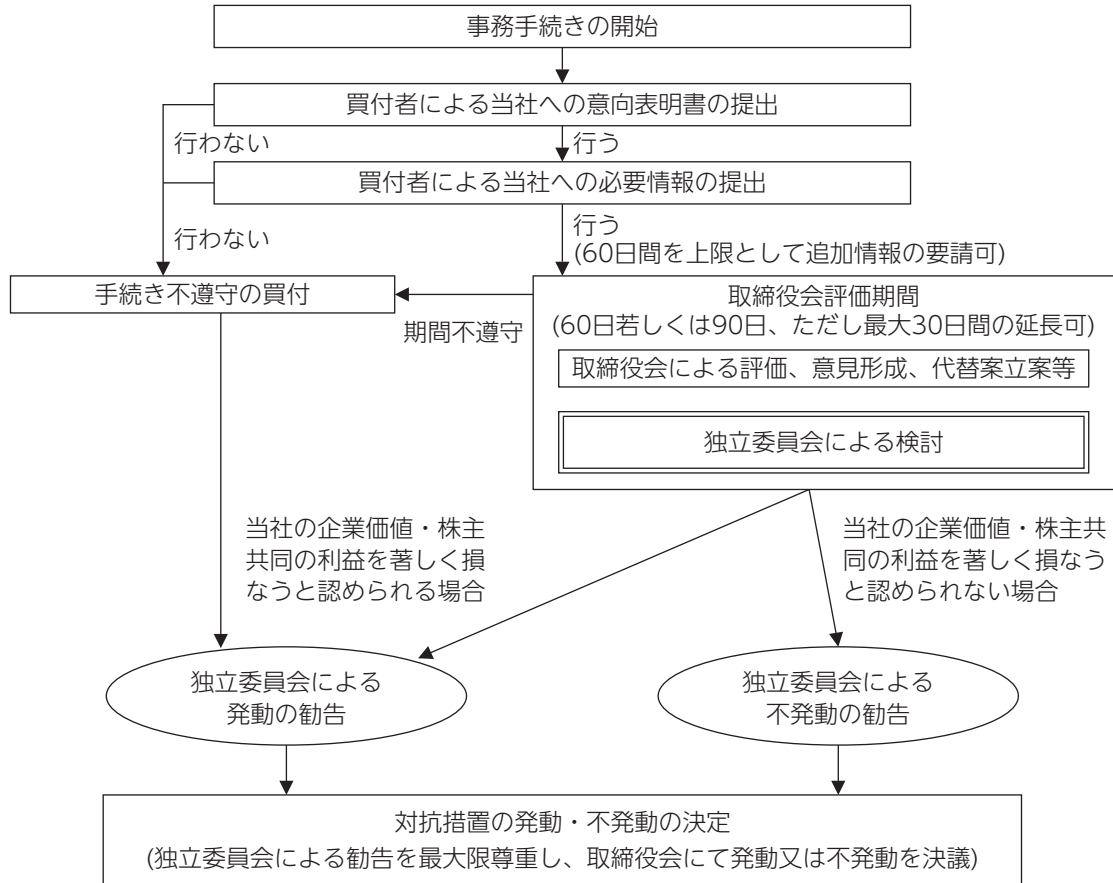 事務手続きの開始
買付者による当社への意向表明書の提出
行わない
行う
買付者による当社への必要情報の提出
行わない
行う
(60日間を上限として追加情報の要請可)
手続き不遵守の買付
期間不遵守
取締役会評価期間
(60日若しくは90日、ただし最大30日間の延長可)
取締役会による評価、意見形成、代替案立案等
独立委員会による検討
当社の企業価値・株主
共同の利益を著しく損
なうと認められる場合
当社の企業価値・株主共
同の利益を著しく損なう
と認められない場合
独立委員会による
発動の勧告
独立委員会による
不発動の勧告
対抗措置の発動・不発動の決定
(独立委員会による勧告を最大限尊重し、取締役会にて発動又は不発動を決議)